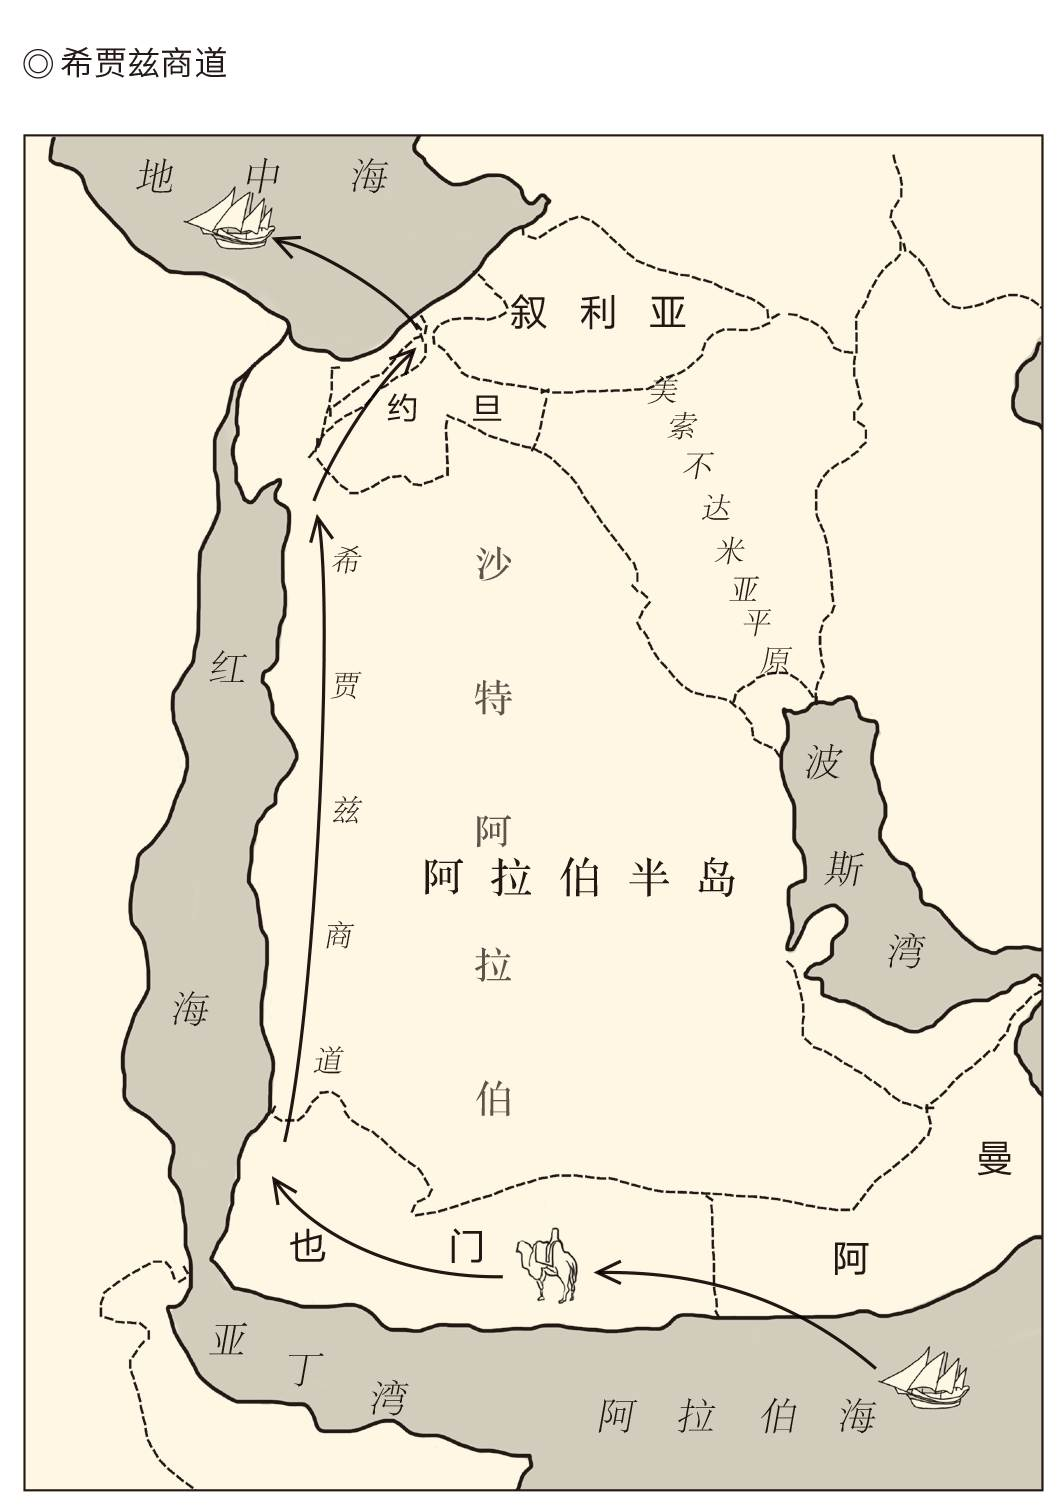 ◎ 希贾兹商道
地中海
叙利亚
约旦
美索不达米亚平原
希贾兹商道
沙特阿拉伯
红海
波斯湾
阿拉伯半岛
阿曼
也门
亚丁湾
阿拉伯海